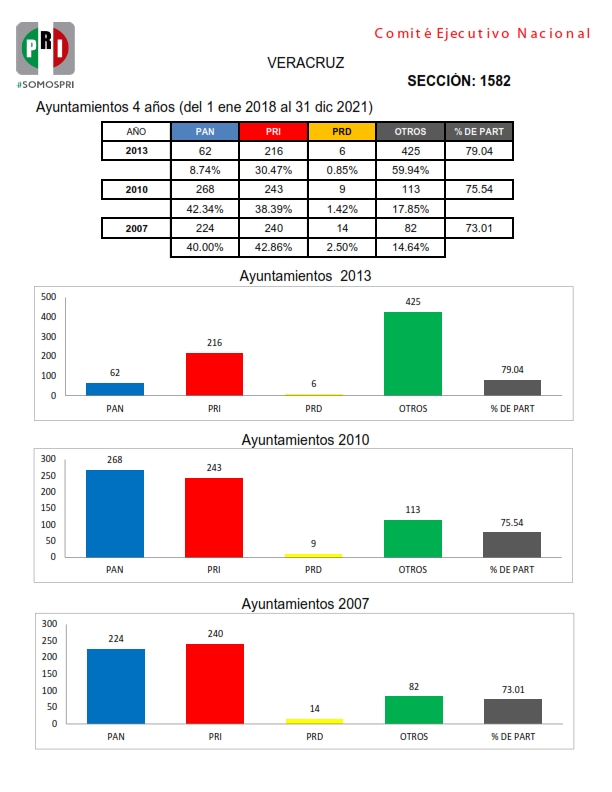 Comité Ejecutivo Nacional
PRI
#SOMOSPRI
VERACRUZ
SECCIÓN: 1582
Ayuntamientos 4 años (del 1 ene 2018 al 31 dic 2021)
AÑO PAN PRI PRD OTROS % DE PART
2013 62 216 6 425 79.04
8.74% 30.47% 0.85% 59.94%
2010 268 243 9 113 75.54
42.34% 38.39% 1.42% 17.85%
2007 224 240 14 82 73.01
40.00% 42.86% 2.50% 14.64%
Ayuntamientos 2013
500
400
300
200
100
0
62
216
6
425
79.04
PAN PRI PRD OTROS % DE PART
Ayuntamientos 2010
300
250
200
150
100
50
0
268
243
9
113
75.54
PAN PRI PRD OTROS % DE PART
Ayuntamientos 2007
300
250
200
150
100
50
0
224
240
14
82
73.01
PAN PRI PRD OTROS % DE PART